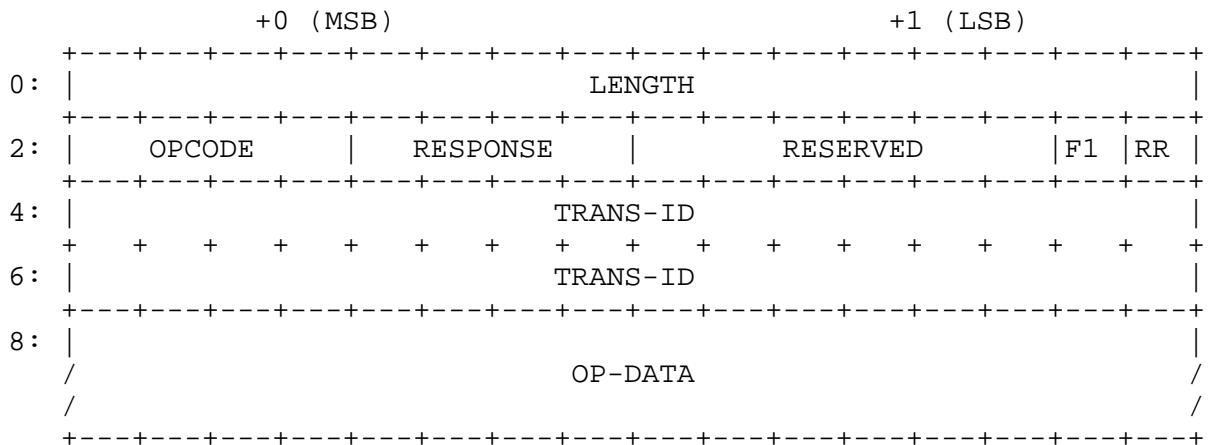 +0 (MSB)                            +1 (LSB)
    +---+---+---+---+---+---+---+---+---+---+---+---+---+---+---+---+
0:  |                             LENGTH                            |
    +---+---+---+---+---+---+---+---+---+---+---+---+---+---+---+---+
2:  |    OPCODE     |   RESPONSE    |        RESERVED       |F1 |RR |
    +---+---+---+---+---+---+---+---+---+---+---+---+---+---+---+---+
4:  |                           TRANS-ID                            |
    +   +   +   +   +   +   +   +   +   +   +   +   +   +   +   +   +
6:  |                           TRANS-ID                            |
    +---+---+---+---+---+---+---+---+---+---+---+---+---+---+---+---+
8:  |                                                               |
    /                            OP-DATA                            /
    /                                                               /
    +---+---+---+---+---+---+---+---+---+---+---+---+---+---+---+---+